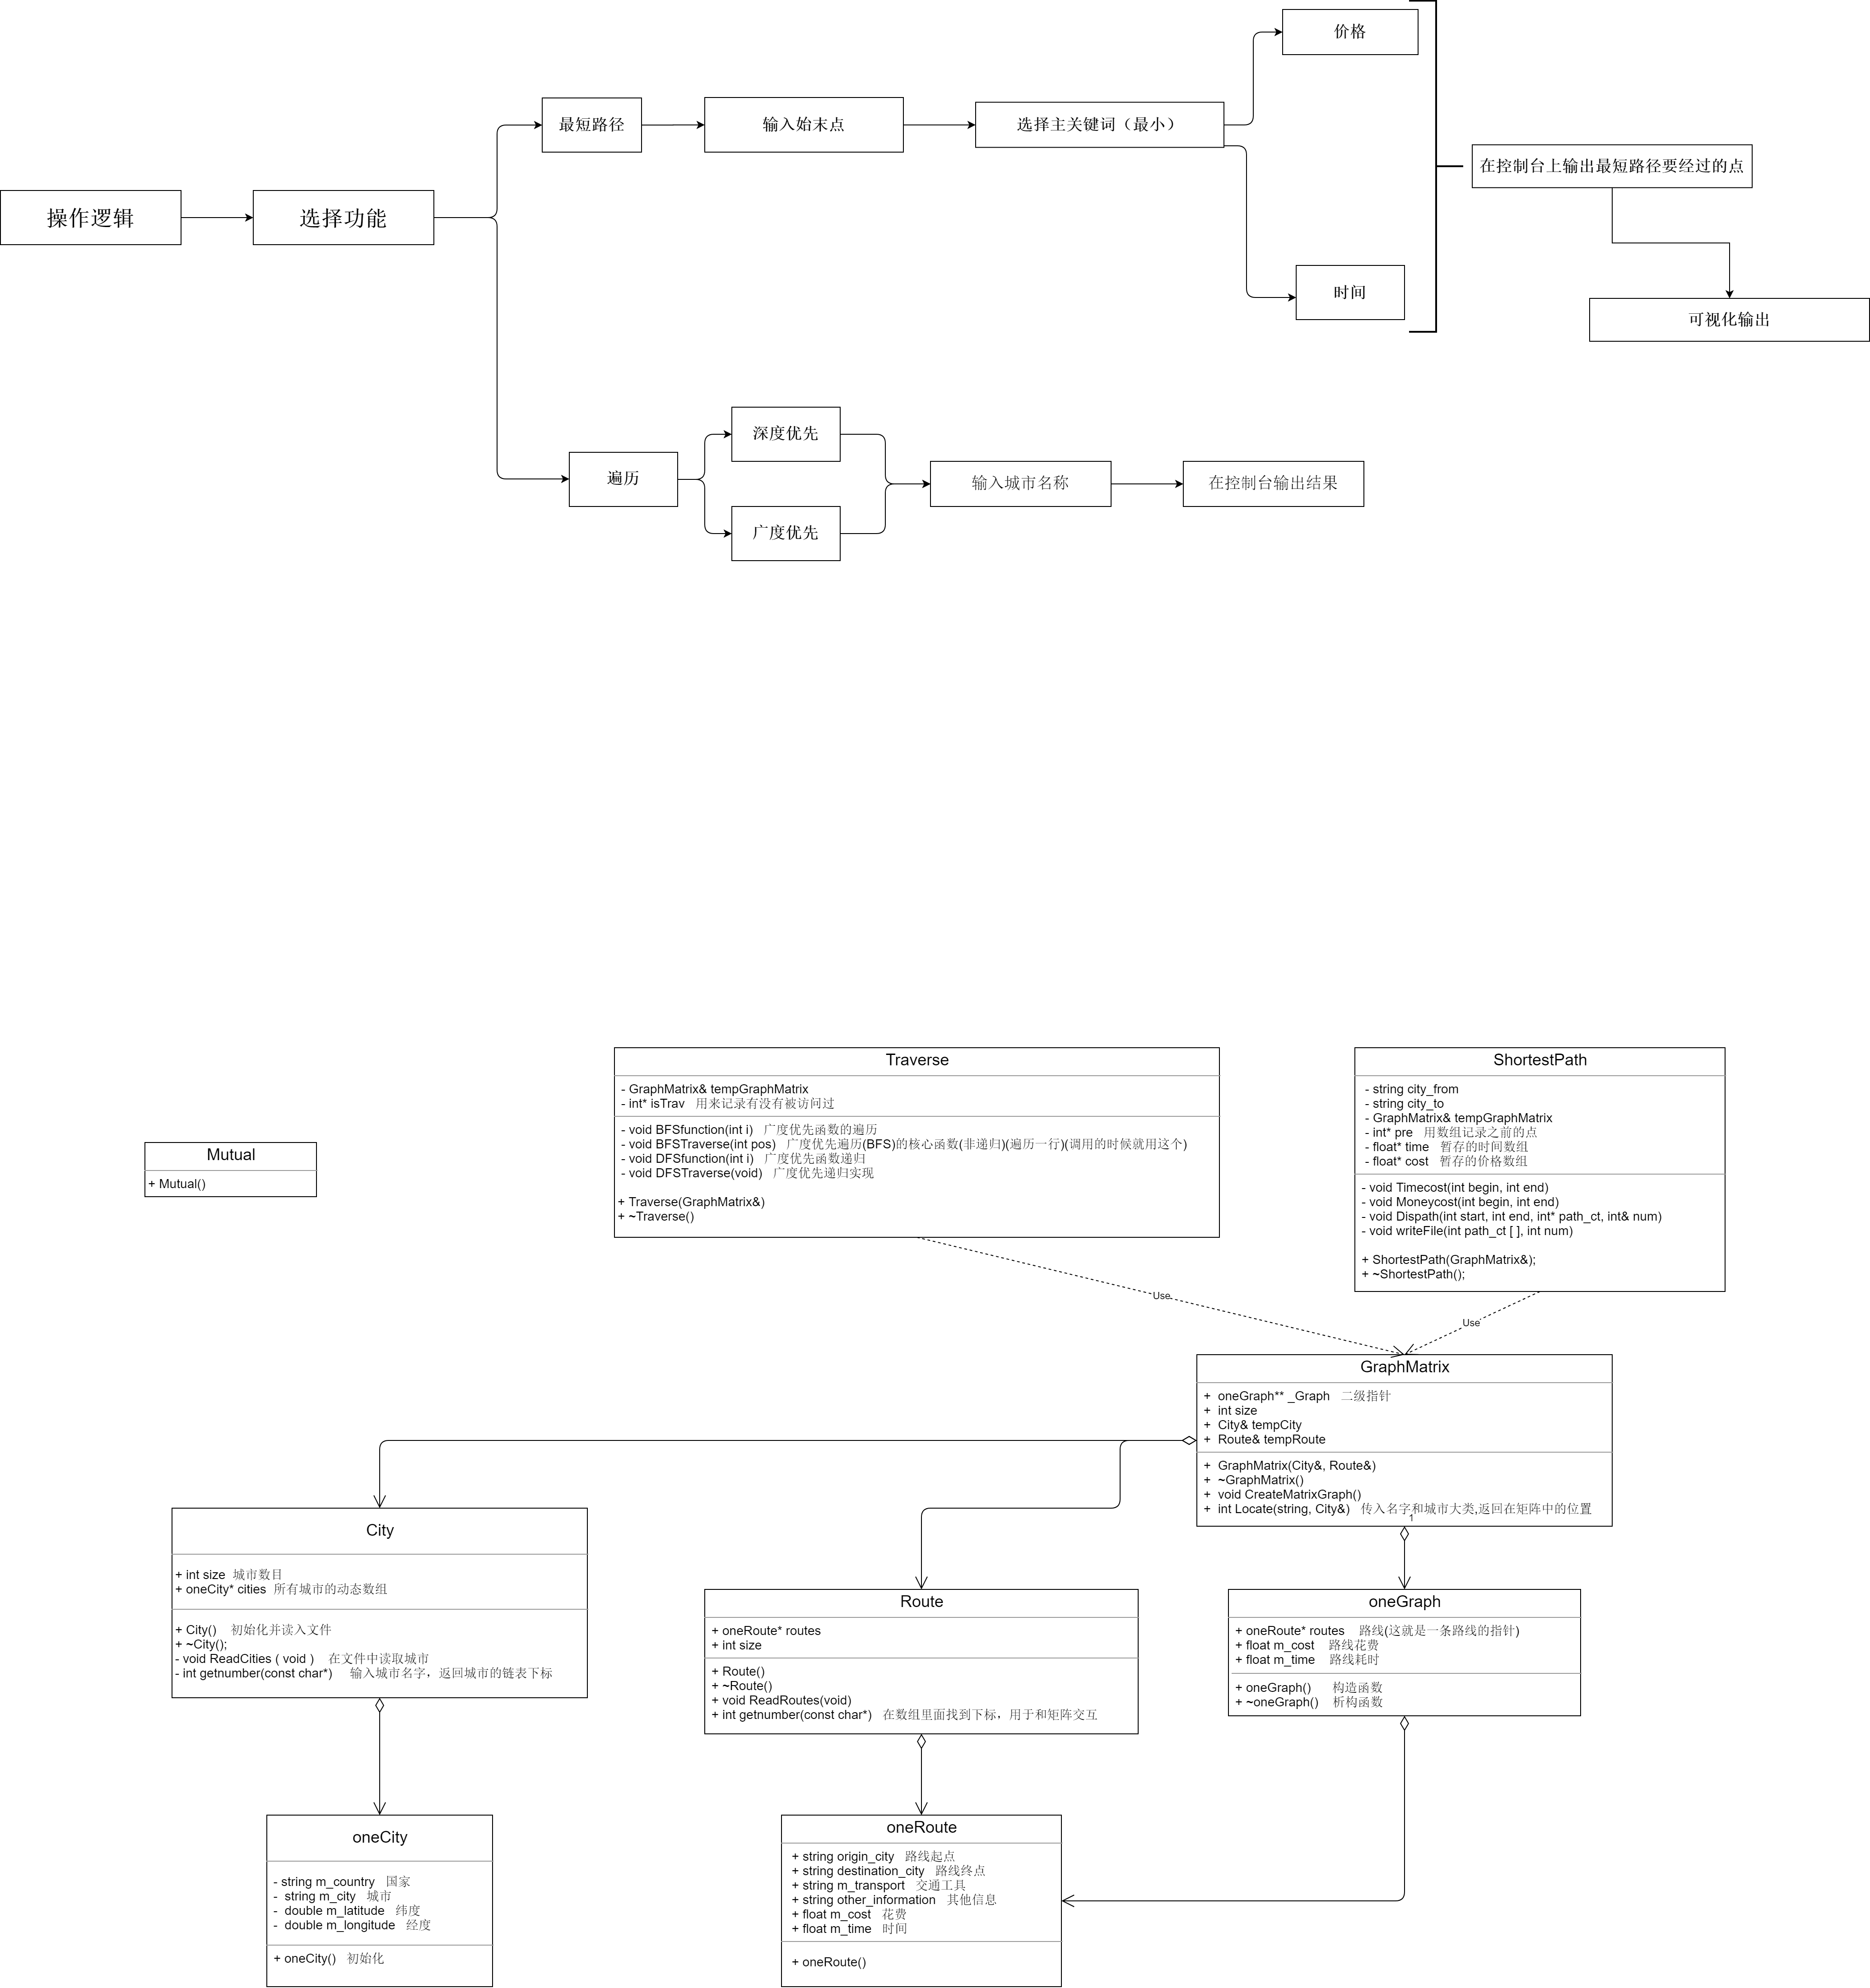 价格
最短路径
输入始末点
选择主关键词（最小）
在控制台上输出最短路径要经过的点
操作逻辑
选择功能
时间
可视化输出
深度优先
遍历
输入城市名称
在控制台输出结果
广度优先
Traverse
- GraphMatrix& tempGraphMatrix
- int* isTrav 用来记录有没有被访问过
- void BFSfunction(int i) 广度优先函数的遍历
- void BFSTraverse(int pos) 广度优先遍历(BFS)的核心函数(非递归)(遍历一行)(调用的时候就用这个)
- void DFSfunction(int i) 广度优先函数递归
- void DFSTraverse(void) 广度优先递归实现
+ Traverse(GraphMatrix&)
+ ~Traverse()
ShortestPath
- string city_from
- string city_to
- GraphMatrix& tempGraphMatrix
- int* pre 用数组记录之前的点
- float* time 暂存的时间数组
- float* cost 暂存的价格数组
- void Timecost(int begin, int end)
- void Moneycost(int begin, int end)
- void Dispath(int start, int end, int* path_ct, int& num)
- void writeFile(int path_ct [ ], int num)
+ ShortestPath(GraphMatrix&);
+ ~ShortestPath();
Mutual
+ Mutual()
Use
Use
GraphMatrix
+ oneGraph** _Graph 二级指针
+ int size
+ City& tempCity
+ Route& tempRoute
+ GraphMatrix(City&, Route&)
+ ~GraphMatrix()
+ void CreateMatrixGraph()
+ int Locate(string, City&) 传入名字和城市大类,返回在矩阵中的位置
1
City
+ int size 城市数目
+ oneCity* cities 所有城市的动态数组
+ City() 初始化并读入文件
+ ~City();
- void ReadCities ( void ) 在文件中读取城市
- int getnumber(const char*) 输入城市名字，返回城市的链表下标
Route
+ oneRoute* routes
+ int size
+ Route()
+ ~Route()
+ void ReadRoutes(void)
+ int getnumber(const char*) 在数组里面找到下标，用于和矩阵交互
oneGraph
+ oneRoute* routes 路线(这就是一条路线的指针)
+ float m_cost 路线花费
+ float m_time 路线耗时
+ oneGraph() 构造函数
+ ~oneGraph() 析构函数
oneCity
- string m_country 国家
- string m_city 城市
- double m_latitude 纬度
- double m_longitude 经度
+ oneCity() 初始化
oneRoute
+ string origin_city 路线起点
+ string destination_city 路线终点
+ string m_transport 交通工具
+ string other_information 其他信息
+ float m_cost 花费
+ float m_time 时间
+ oneRoute()